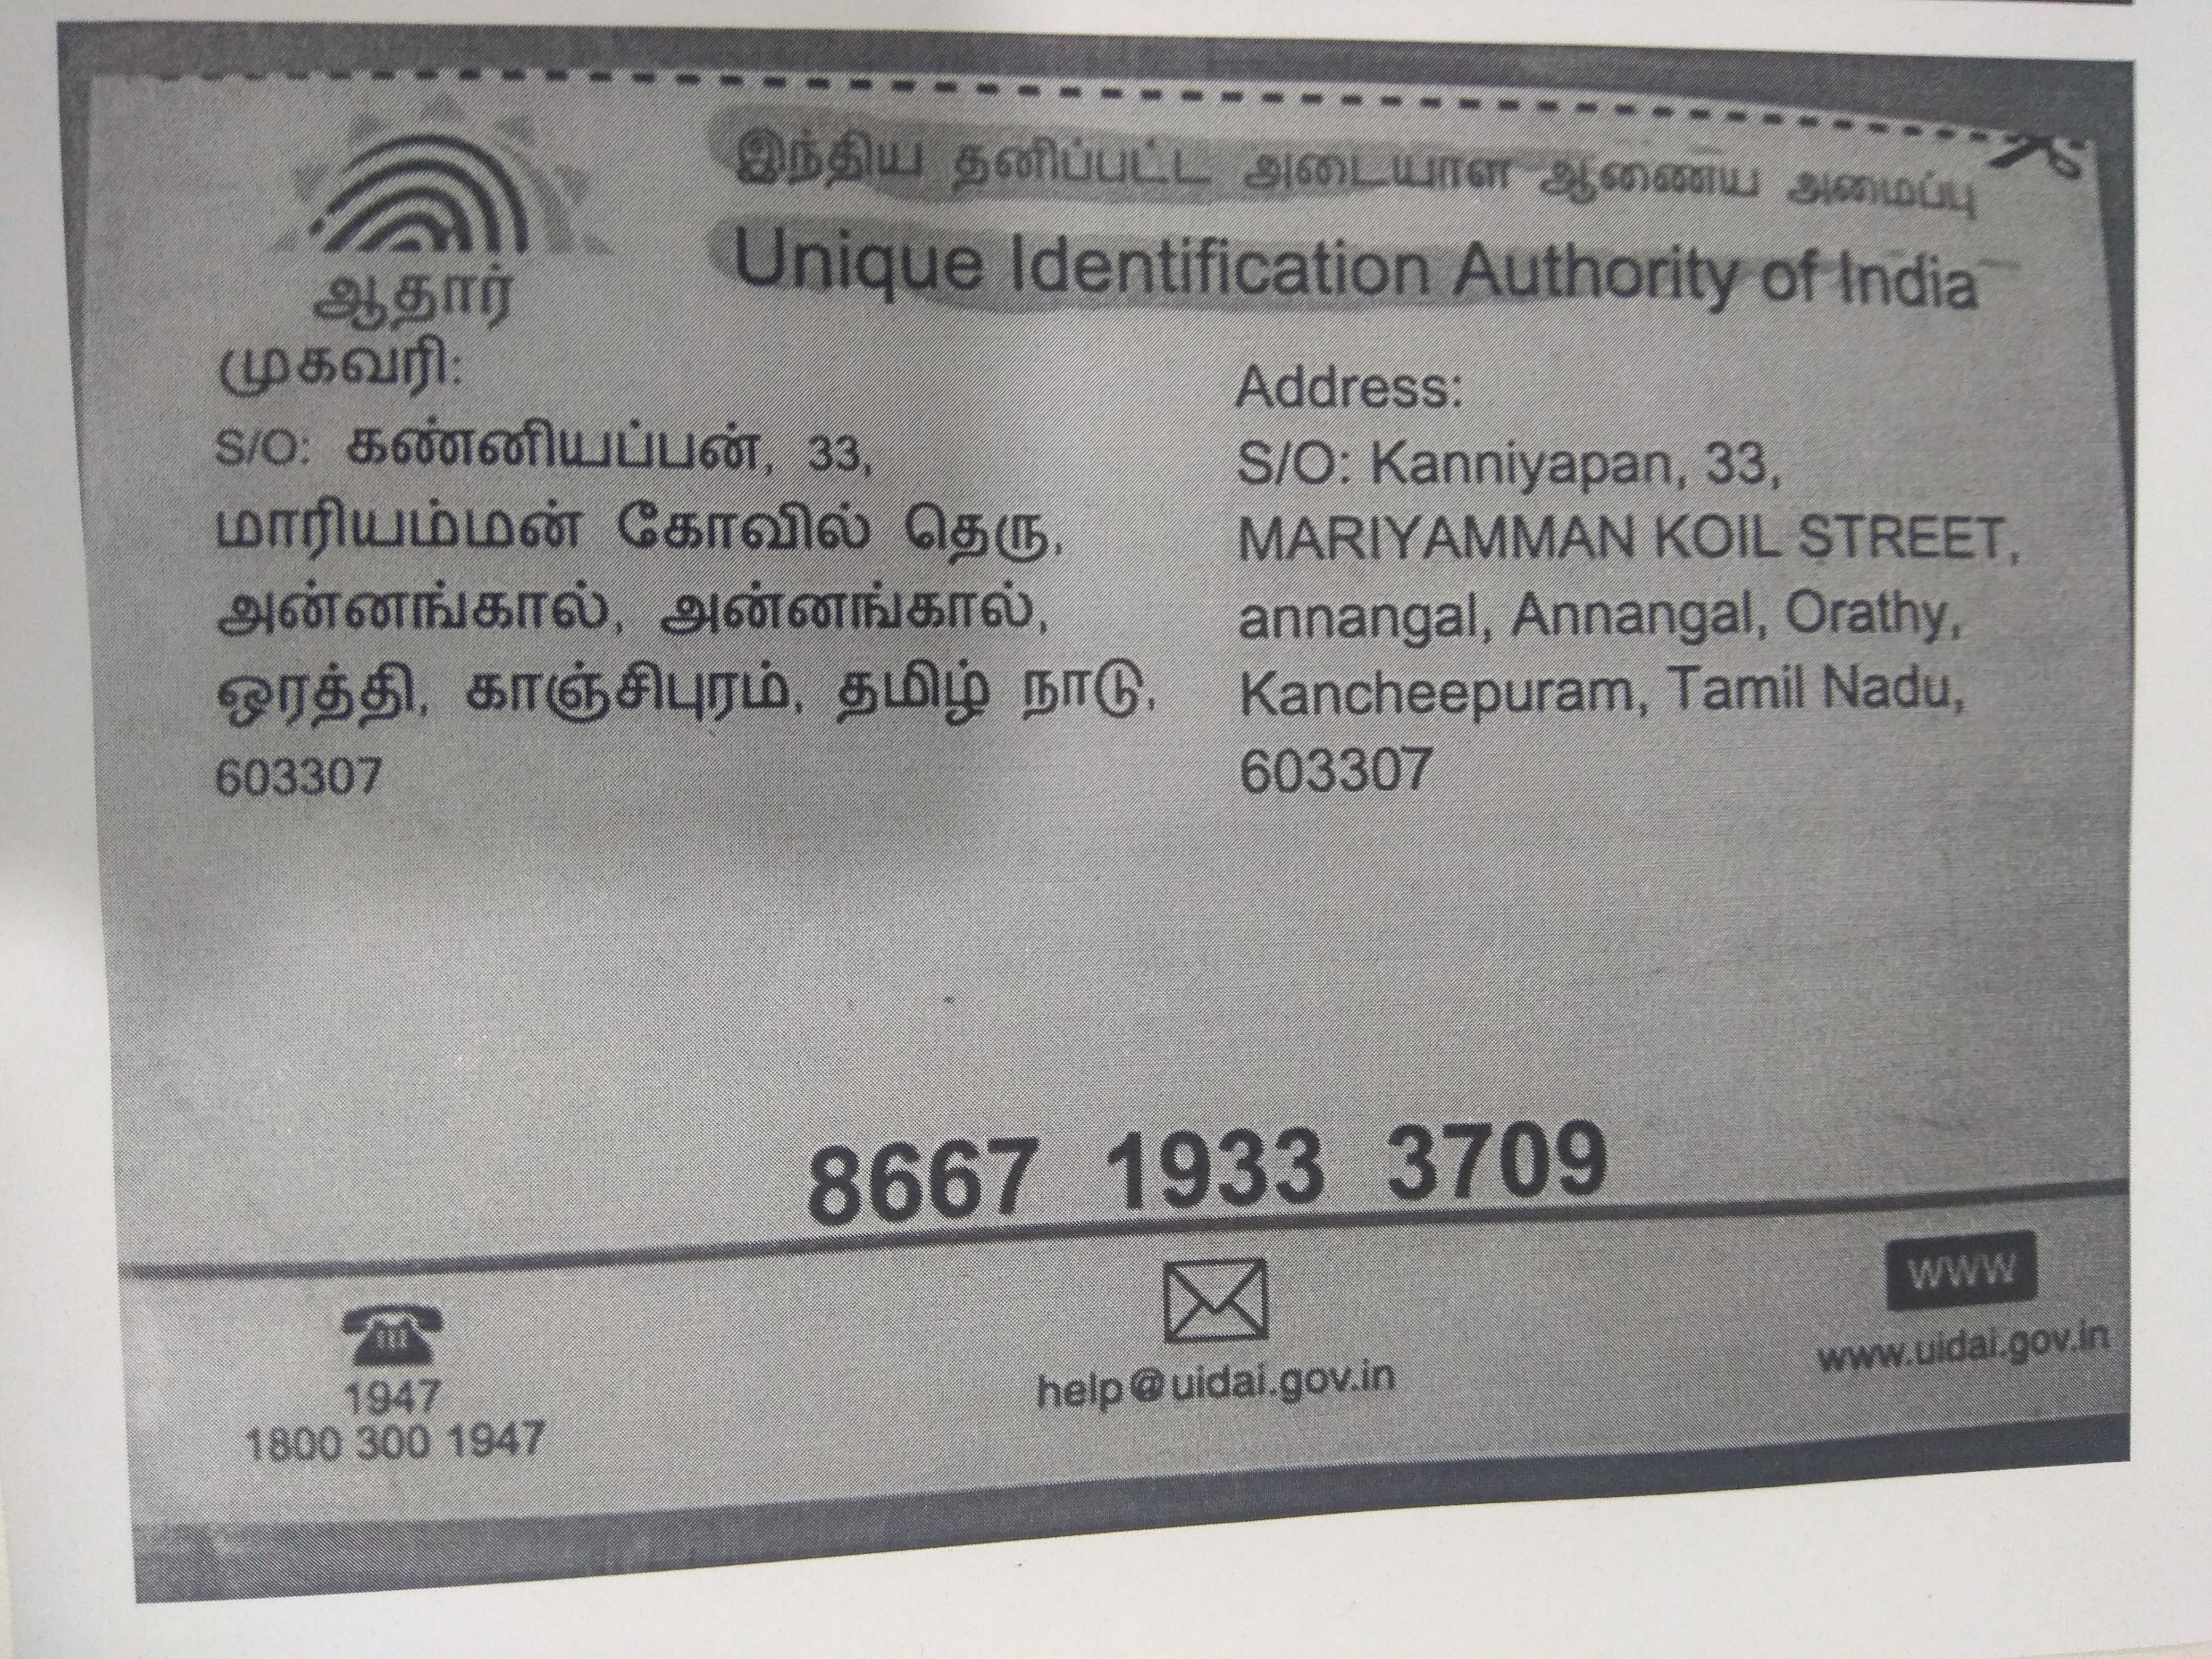 இந்திய தனிப்பட்ட அடையாள ஆணைய அமைப்பு
Unique Identification Authority of India
ஆதார்
முகவரி:
S/O: கண்ணியப்பன், 33,
மாரியம்மன் கோவில் தெரு,
அன்னங்கால், அன்னங்கால்,
ஒரத்தி, காஞ்சிபுரம், தமிழ் நாடு,
603307
Address:
S/O: Kanniyapan, 33,
MARIYAMMAN KOIL STREET,
annangal, Annangal, Orathy,
Kancheepuram, Tamil Nadu,
603307
8667 1933 3709
1947
1800 300 1947
help@uidai.gov.in
www
www.uidai.gov.in